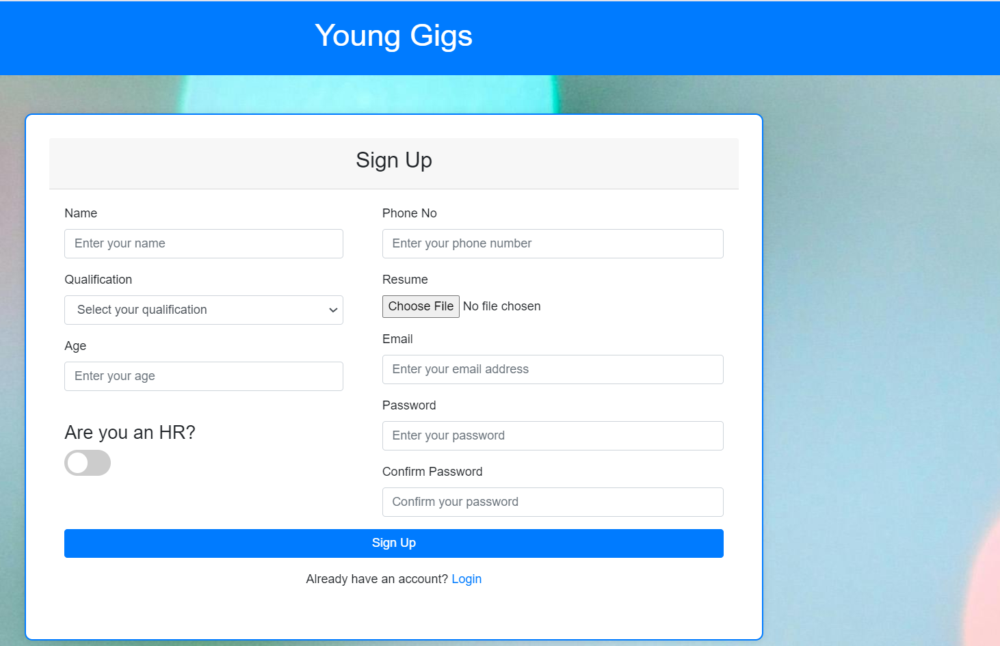 Young Gigs
Sign Up
Name
Enter your name
Qualification
Select your qualification
Age
Enter your age
Are you an HR?
Phone No
Enter your phone number
Resume
Choose File No file chosen
Email
Enter your email address
Password
Enter your password
Confirm Password
Confirm your password
Sign Up
Already have an account? Login